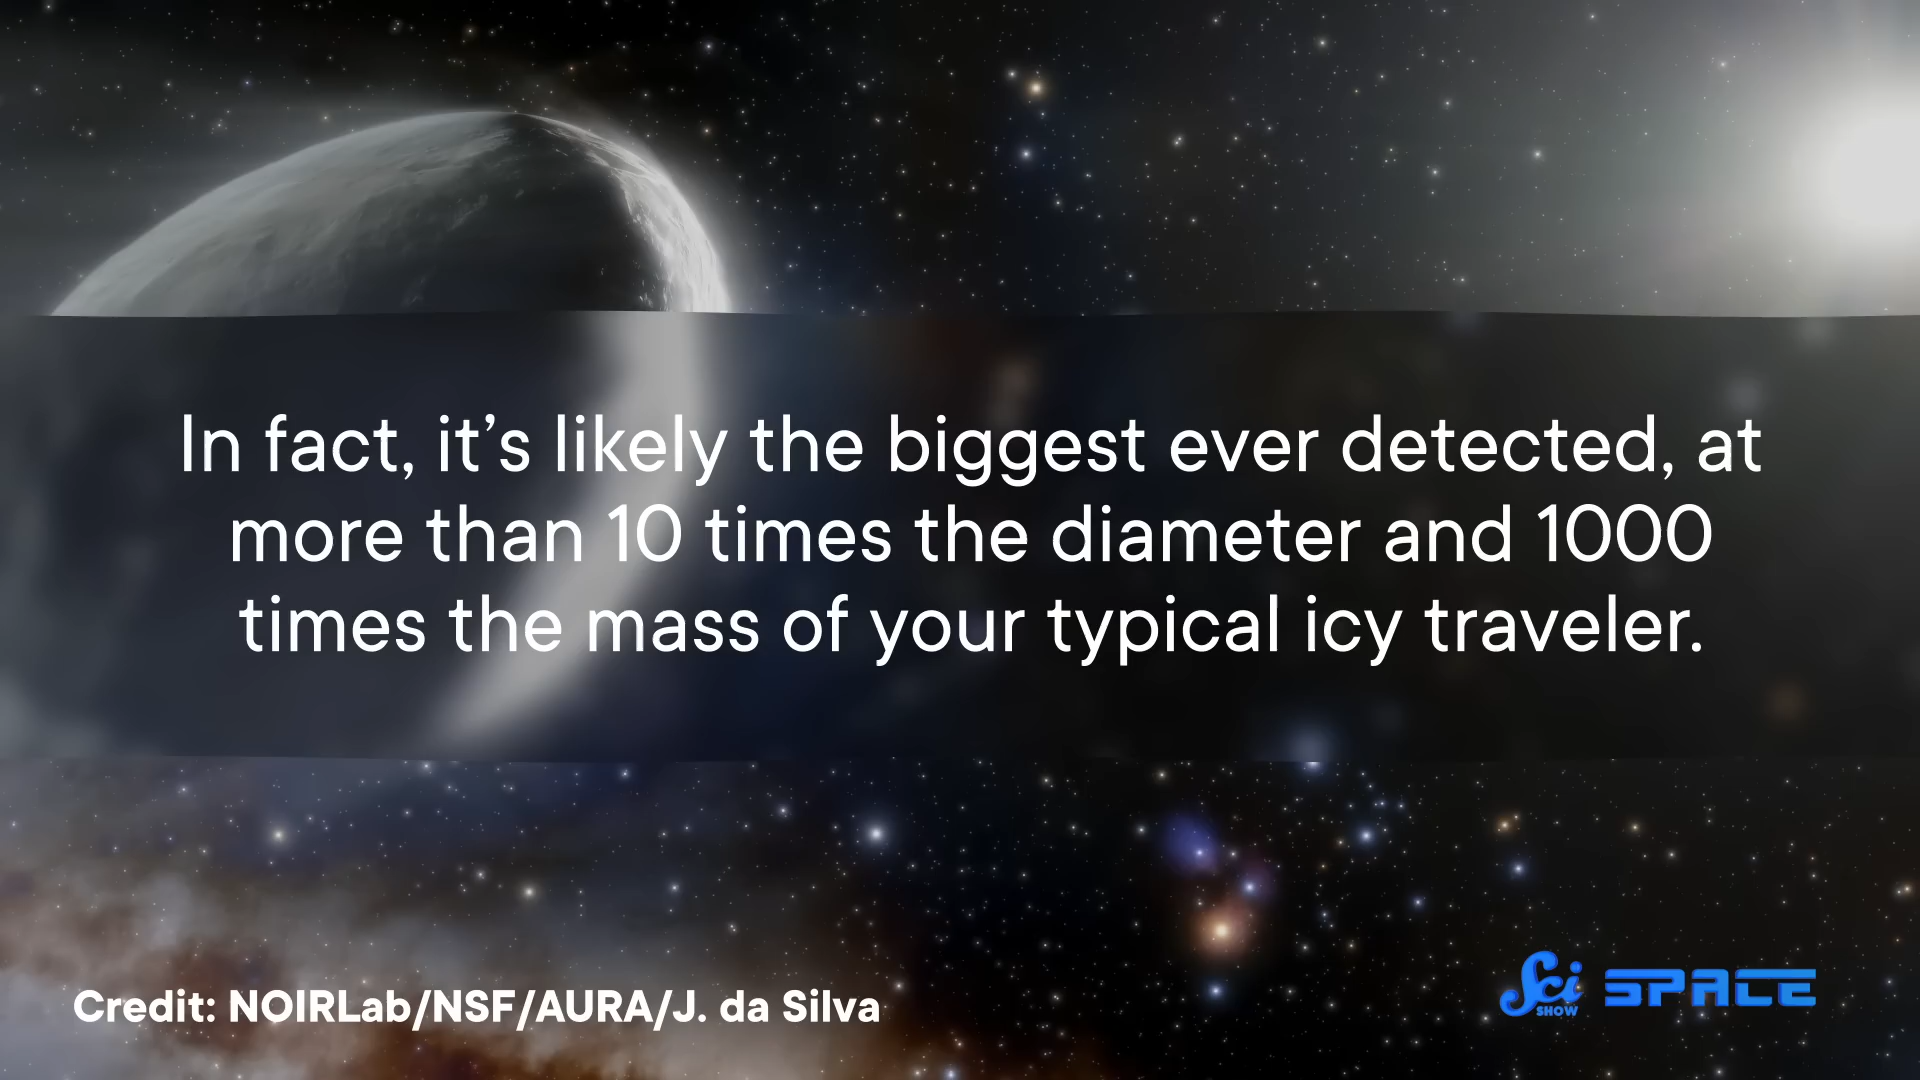 In fact, it’s likely the biggest ever detected, at
more than 10 times the diameter and 1000
times the mass of your typical icy traveler.
Credit: NOIRLab/NSF/AURA/J. da Silva
Sci SHOW SPACE